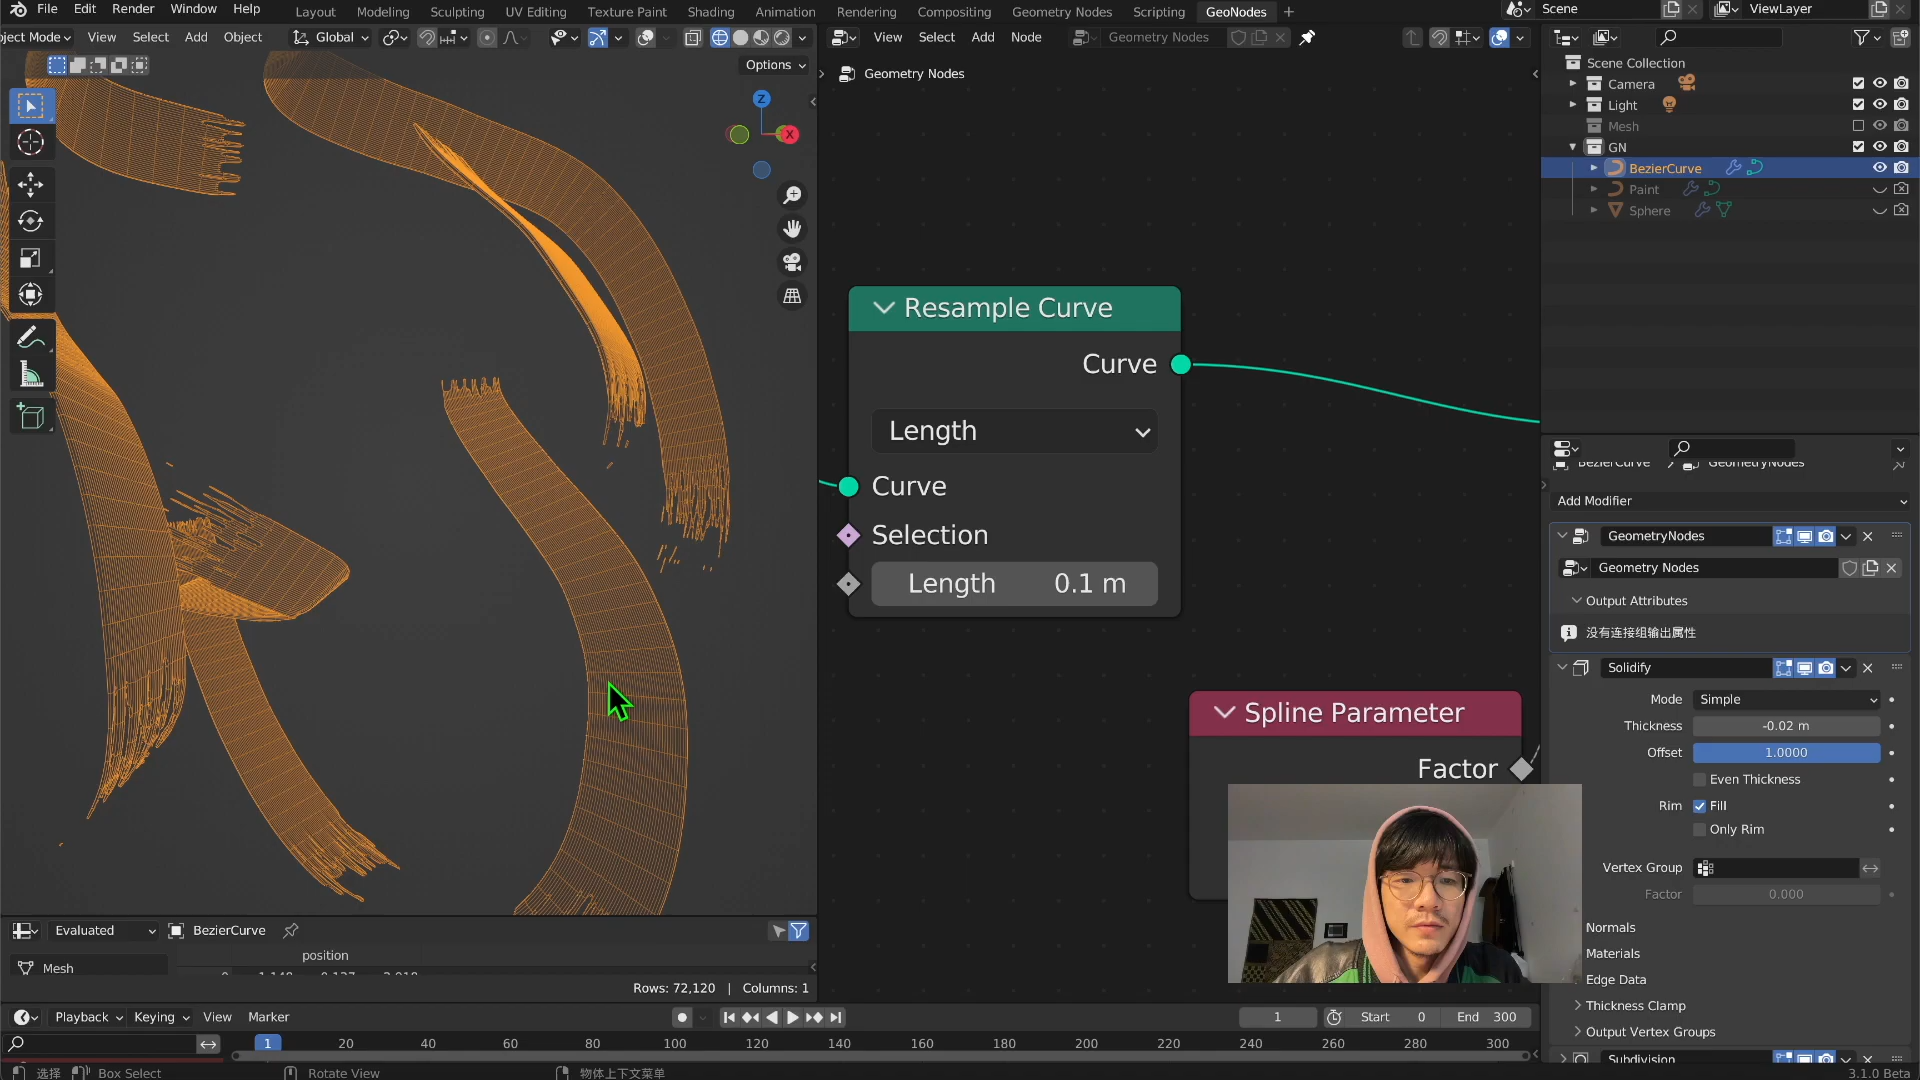 File Edit Render Window Help Layout Modeling Sculpting UV Editing Texture Paint Shading Animation Rendering Compositing Geometry Nodes Scripting GeoNodes + Scene ViewLayer
ject Mode View Select Add Object Global View Select Add Node Geometry Nodes
Options
Geometry Nodes
Z
X
Scene Collection
Camera
Light
Mesh
GN
BezierCurve
Paint
Sphere
Resample Curve
Curve
Length
Curve
Selection
Length 0.1 m
Spline Parameter
Factor
BezierCurve GeometryNodes
Add Modifier
GeometryNodes
Geometry Nodes
Output Attributes
没有连接组输出属性
Solidify
Mode Simple
Thickness -0.02 m
Offset 1.0000
Even Thickness
Rim Fill
Only Rim
Vertex Group
Factor 0.000
Normals
Materials
Edge Data
Thickness Clamp
Output Vertex Groups
Subdivision
Evaluated BezierCurve
position
Mesh
Rows: 72,120 | Columns: 1
Playback Keying View Marker 1 Start 0 End 300
1 20 40 60 80 100 120 140 160 180 200 220 240 260 280 300
选择 Box Select Rotate View 物体上下文菜单 3.1.0 Beta